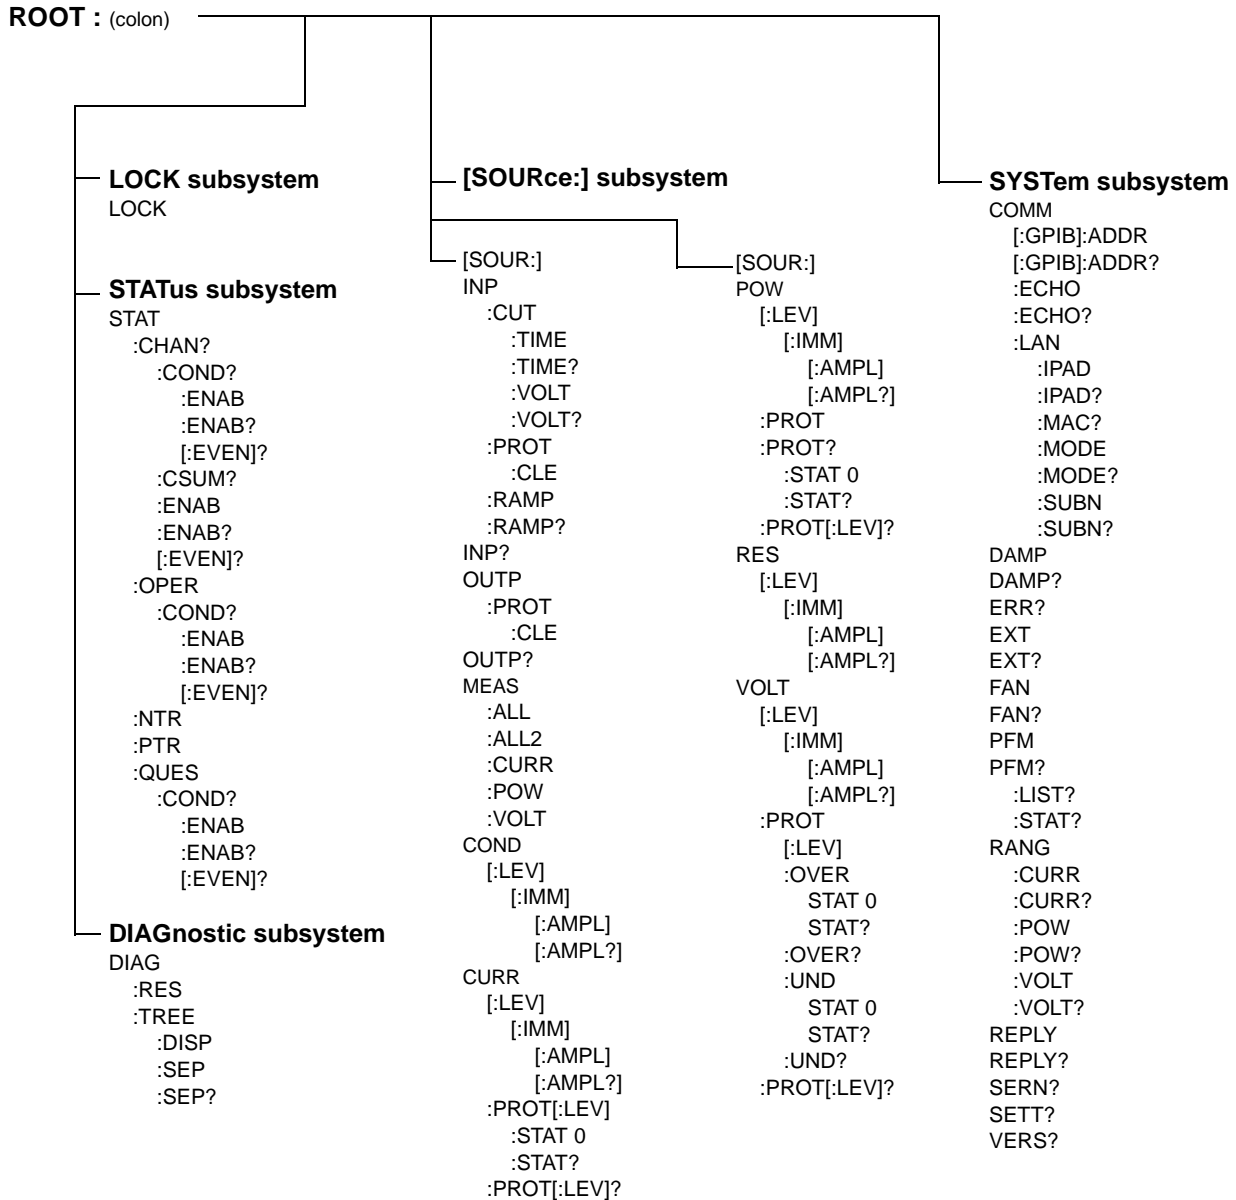 ROOT : (colon)
LOCK subsystem
LOCK
STATus subsystem
STAT
:CHAN?
:COND?
:ENAB
:ENAB?
[:EVEN]?
:CSUM?
:ENAB
:ENAB?
[:EVEN]?
:OPER
:COND?
:ENAB
:ENAB?
[:EVEN]?
:NTR
:PTR
:QUES
:COND?
:ENAB
:ENAB?
[:EVEN]?
DIAGnostic subsystem
DIAG
:RES
:TREE
:DISP
:SEP
:SEP?
[SOURce:] subsystem
[SOUR:]
INP
:CUT
:TIME
:TIME?
:VOLT
:VOLT?
:PROT
:CLE
:RAMP
:RAMP?
INP?
OUTP
:PROT
:CLE
OUTP?
MEAS
:ALL
:ALL2
:CURR
:POW
:VOLT
COND
[:LEV]
[:IMM]
[:AMPL]
[:AMPL?]
CURR
[:LEV]
[:IMM]
[:AMPL]
[:AMPL?]
:PROT[:LEV]
:STAT 0
:STAT?
:PROT[:LEV]?
[SOUR:]
POW
[:LEV]
[:IMM]
[:AMPL]
[:AMPL?]
:PROT
:PROT?
:STAT 0
:STAT?
:PROT[:LEV]?
RES
[:LEV]
[:IMM]
[:AMPL]
[:AMPL?]
VOLT
[:LEV]
[:IMM]
[:AMPL]
[:AMPL?]
:PROT
[:LEV]
:OVER
STAT 0
STAT?
:OVER?
:UND
STAT 0
STAT?
:UND?
:PROT[:LEV]?
SYSTem subsystem
COMM
[:GPIB]:ADDR
[:GPIB]:ADDR?
:ECHO
:ECHO?
:LAN
:IPAD
:IPAD?
:MAC?
:MODE
:MODE?
:SUBN
:SUBN?
DAMP
DAMP?
ERR?
EXT
EXT?
FAN
FAN?
PFM
PFM?
:LIST?
:STAT?
RANG
:CURR
:CURR?
:POW
:POW?
:VOLT
:VOLT?
REPLY
REPLY?
SERN?
SETT?
VERS?